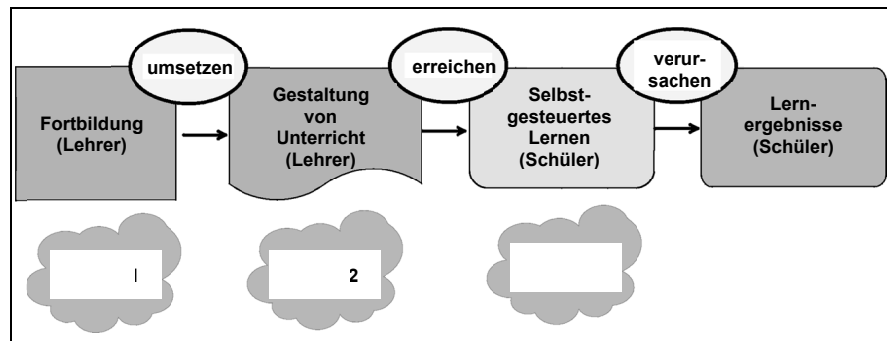 umsetzen
erreichen
verur-
sachen
Fortbildung
(Lehrer)
Gestaltung
von
Unterricht
(Lehrer)
Selbst-
gesteuertes
Lernen
(Schüler)
Lern-
ergebnisse
(Schüler)
2